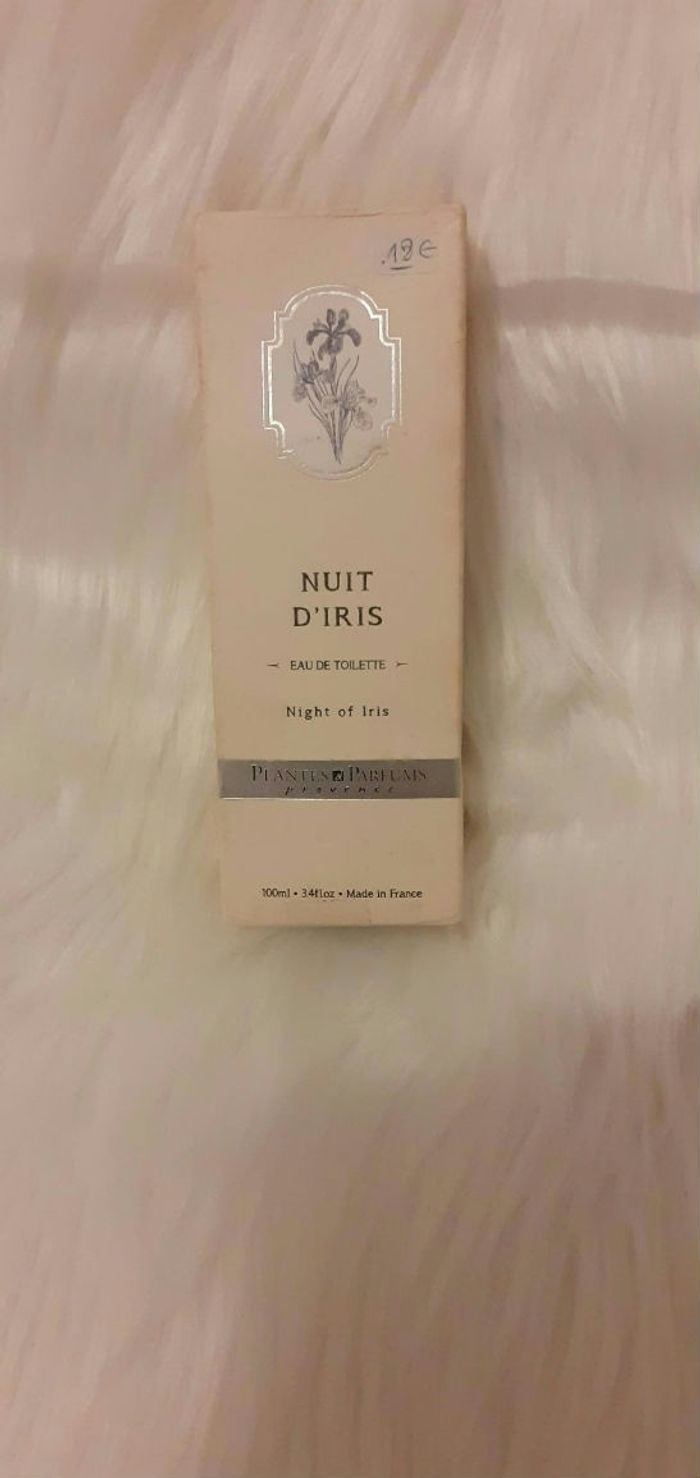 18€
NUIT
D'IRIS
EAU DE TOILETTE
Night of Iris
PLANTES & PARFUMS
provence
100ml • 3.4fl.oz • Made in France